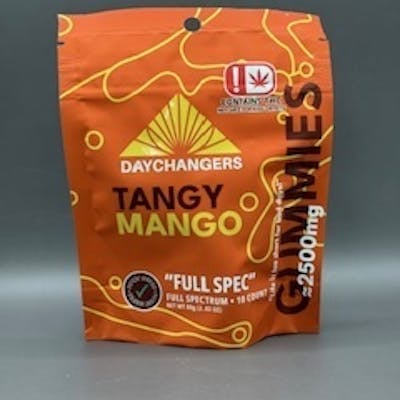 CONTAINS THC
DAYCHANGERS
TANGY
MANGO
"FULL SPEC"
FULL SPECTRUM • 10 COUNT
GUMMIES
≈2500mg